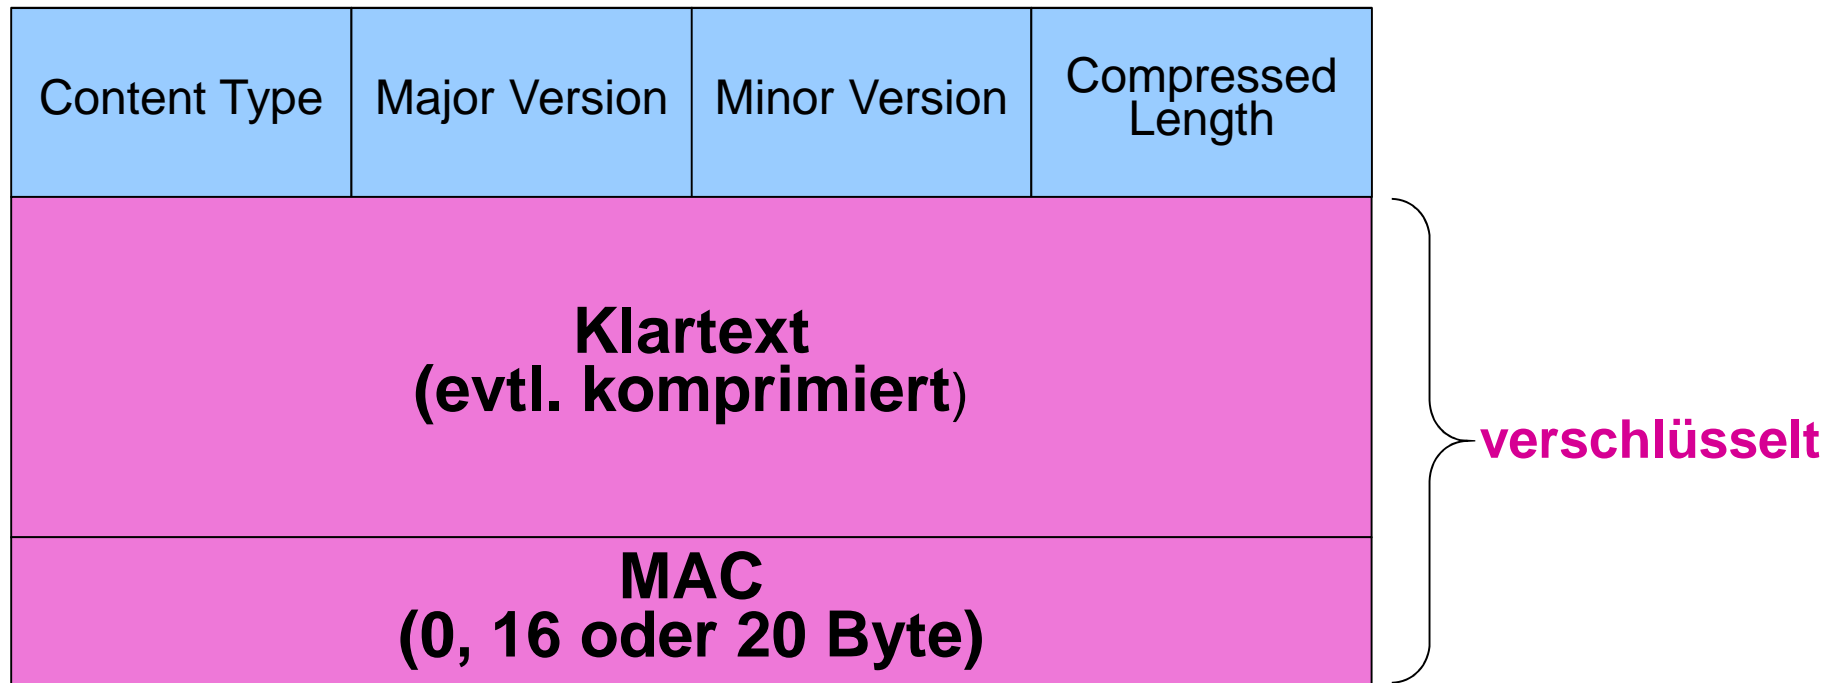 Content Type
Major Version
Minor Version
Compressed
Length
Klartext
(evtl. komprimiert)
verschlüsselt
MAC
(0, 16 oder 20 Byte)